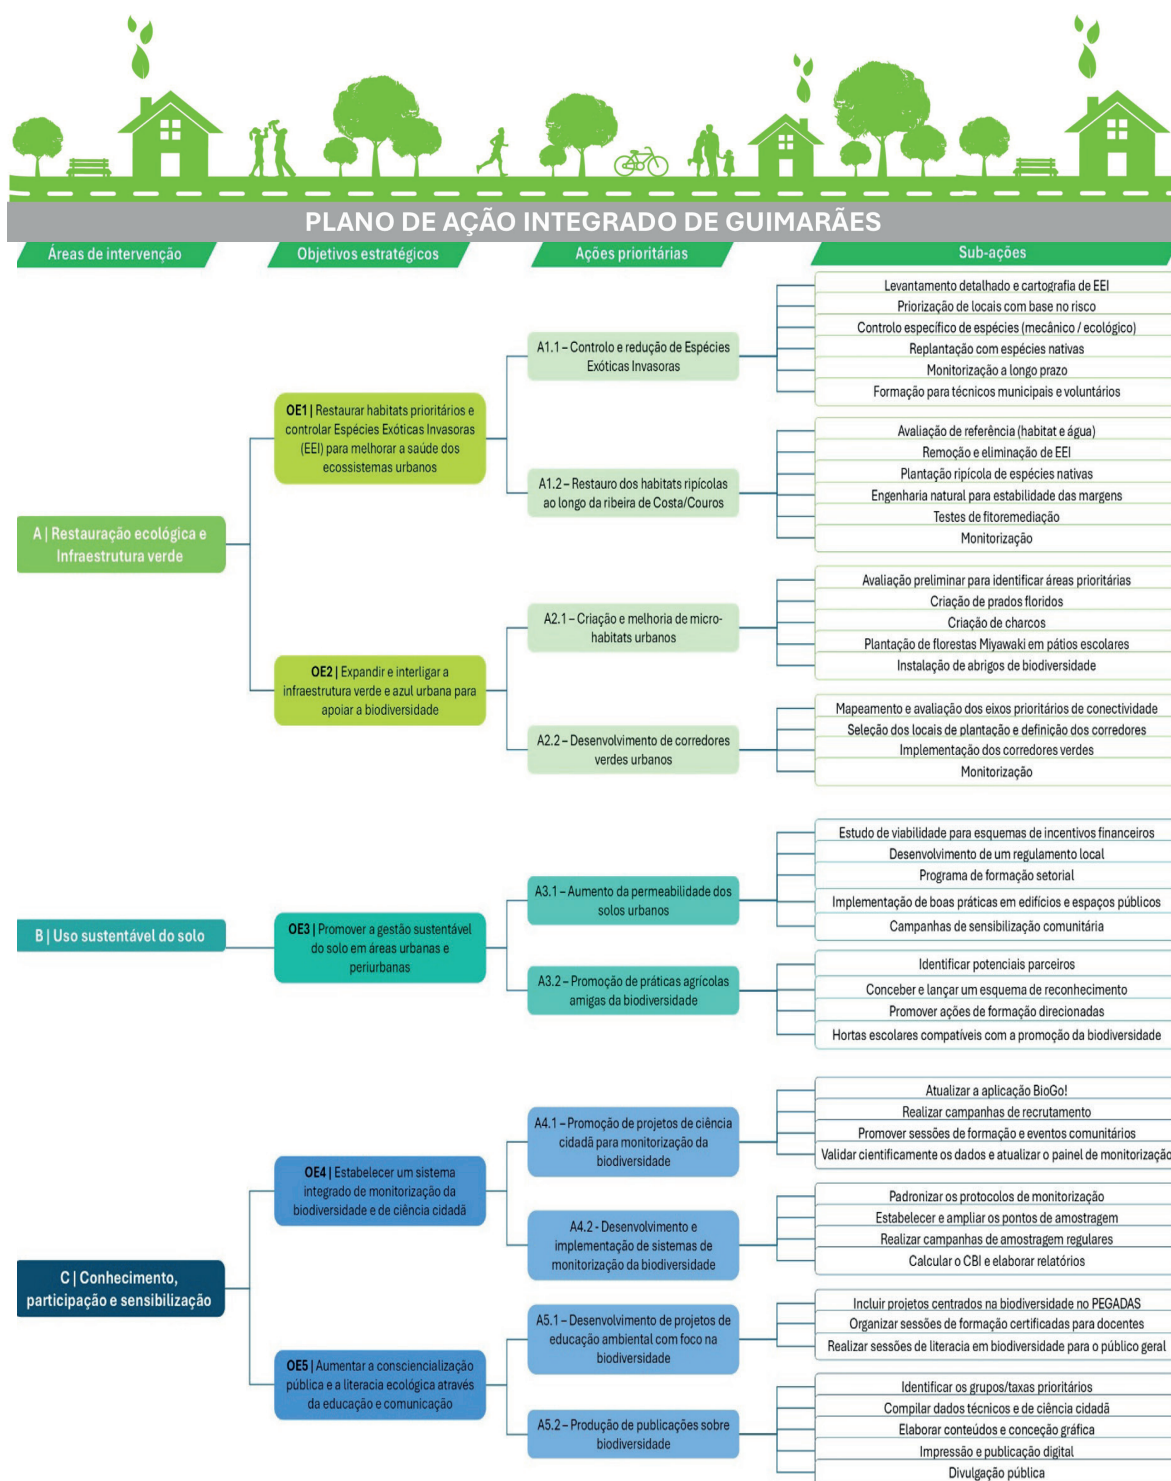 PLANO DE AÇÃO INTEGRADO DE GUIMARÃES
Áreas de intervenção
Objetivos estratégicos
Ações prioritárias
Sub-ações
A | Restauração ecológica e
Infraestrutura verde
OE1 | Restaurar habitats prioritários e
controlar Espécies Exóticas Invasoras
(EEI) para melhorar a saúde dos
ecossistemas urbanos
A1.1 – Controlo e redução de Espécies
Exóticas Invasoras
Levantamento detalhado e cartografia de EEI
Priorização de locais com base no risco
Controlo específico de espécies (mecânico / ecológico)
Replantação com espécies nativas
Monitorização a longo prazo
Formação para técnicos municipais e voluntários
A1.2 – Restauro dos habitats ripícolas
ao longo da ribeira de Costa/Couros
Avaliação de referência (habitat e água)
Remoção e eliminação de EEI
Plantação ripícola de espécies nativas
Engenharia natural para estabilidade das margens
Testes de fitoremediação
Monitorização
OE2 | Expandir e interligar a
infraestrutura verde e azul urbana para
apoiar a biodiversidade
A2.1 – Criação e melhoria de micro-
habitats urbanos
Avaliação preliminar para identificar áreas prioritárias
Criação de prados floridos
Criação de charcos
Plantação de florestas Miyawaki em pátios escolares
Instalação de abrigos de biodiversidade
A2.2 – Desenvolvimento de corredores
verdes urbanos
Mapeamento e avaliação dos eixos prioritários de conectividade
Seleção dos locais de plantação e definição dos corredores
Implementação dos corredores verdes
Monitorização
B | Uso sustentável do solo
OE3 | Promover a gestão sustentável
do solo em áreas urbanas e
periurbanas
A3.1 – Aumento da permeabilidade dos
solos urbanos
Estudo de viabilidade para esquemas de incentivos financeiros
Desenvolvimento de um regulamento local
Programa de formação setorial
Implementação de boas práticas em edifícios e espaços públicos
Campanhas de sensibilização comunitária
A3.2 – Promoção de práticas agrícolas
amigas da biodiversidade
Identificar potenciais parceiros
Conceber e lançar um esquema de reconhecimento
Promover ações de formação direcionadas
Hortas escolares compatíveis com a promoção da biodiversidade
C | Conhecimento,
participação e sensibilização
OE4 | Estabelecer um sistema
integrado de monitorização da
biodiversidade e de ciência cidadã
A4.1 – Promoção de projetos de ciência
cidadã para monitorização da
biodiversidade
Atualizar a aplicação BioGo!
Realizar campanhas de recrutamento
Promover sessões de formação e eventos comunitários
Validar cientificamente os dados e atualizar o painel de monitorização
A4.2 - Desenvolvimento e
implementação de sistemas de
monitorização da biodiversidade
Padronizar os protocolos de monitorização
Estabelecer e ampliar os pontos de amostragem
Realizar campanhas de amostragem regulares
Calcular o CBI e elaborar relatórios
OE5 | Aumentar a consciencialização
pública e a literacia ecológica através
da educação e comunicação
A5.1 – Desenvolvimento de projetos de
educação ambiental com foco na
biodiversidade
Incluir projetos centrados na biodiversidade no PEGADAS
Organizar sessões de formação certificadas para docentes
Realizar sessões de literacia em biodiversidade para o público geral
A5.2 – Produção de publicações sobre
biodiversidade
Identificar os grupos/taxas prioritários
Compilar dados técnicos e de ciência cidadã
Elaborar conteúdos e conceção gráfica
Impressão e publicação digital
Divulgação pública